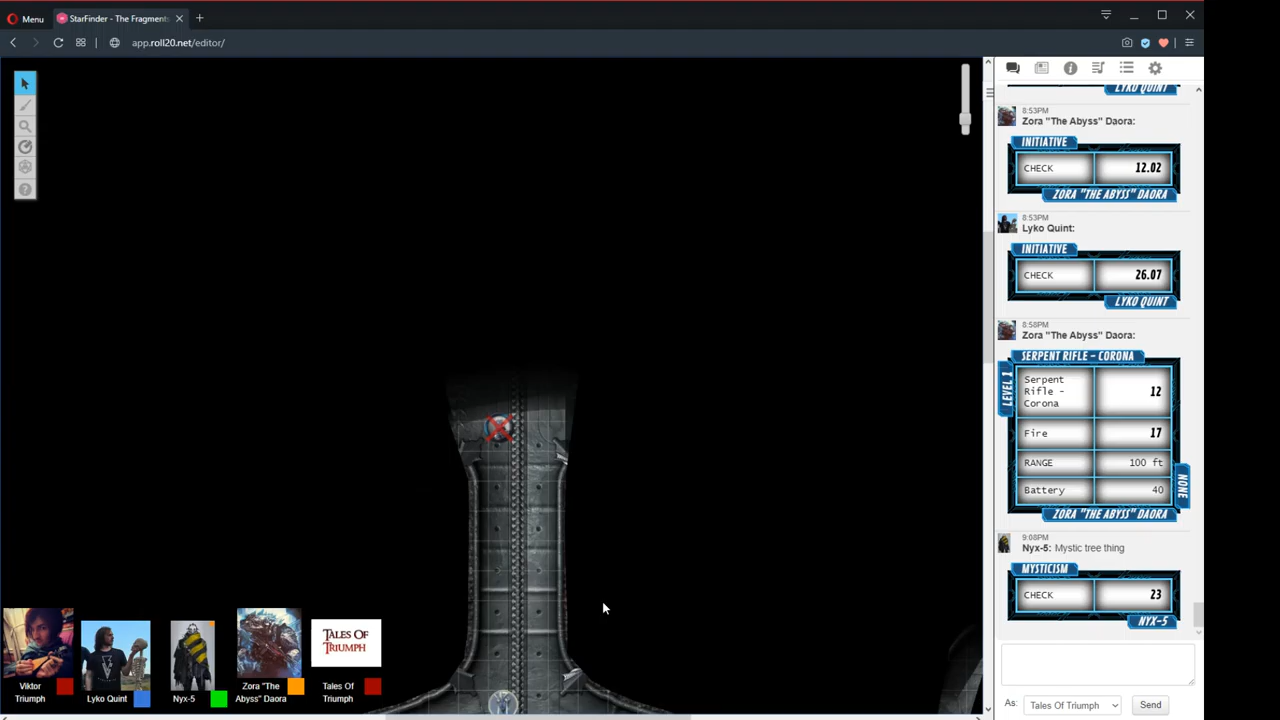 Menu
StarFinder - The Fragments
app.roll20.net/editor/
LYKO QUINT
8:53PM
Zora "The Abyss" Daora:
INITIATIVE
CHECK 12.02
ZORA "THE ABYSS" DAORA
8:53PM
Lyko Quint:
INITIATIVE
CHECK 26.07
LYKO QUINT
8:58PM
Zora "The Abyss" Daora:
SERPENT RIFLE - CORONA
LEVEL 1
Serpent
Rifle - 12
Corona
Fire 17
RANGE 100 ft
Battery 40
NONE
ZORA "THE ABYSS" DAORA
9:08PM
Nyx-5: Mystic tree thing
MYSTICISM
CHECK 23
NYX-5
As: Tales Of Triumph Send
TALES OF
TRIUMPH
Viktor
Triumph
Lyko Quint
Nyx-5
Zora "The
Abyss" Daora
Tales Of
Triumph